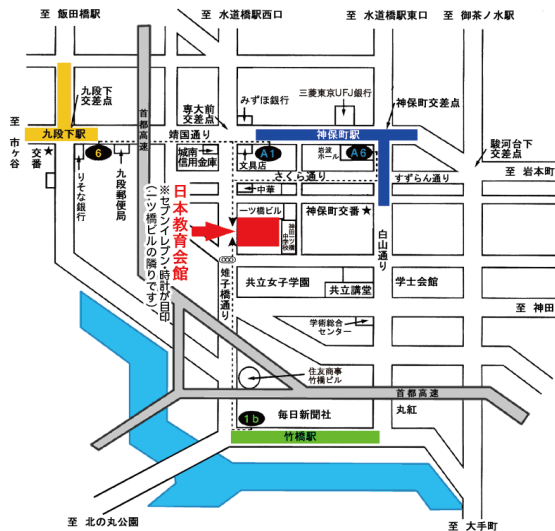 至 飯田橋駅
至 水道橋駅西口
至 水道橋駅東口
至 御茶ノ水駅
九段下
交差点
首都高速
専大前
交差点
みずほ銀行
三菱東京UFJ銀行
神保町交差点
九段下駅
靖国通り
神保町駅
至 市ヶ谷
交番
りそな銀行
6
九段郵便局
城南
信用金庫
A1
文具店
岩波
ホール
A6
駿河台下
交差点
さくら通り
すずらん通り
至 岩本町
中華
日本教育会館
※セブンイレブン・時計が目印
(一ツ橋ビルの隣りです)
一ツ橋ビル
神田一ツ橋
中学校
神保町交番
白山通り
雉子橋通り
共立女子学園
共立講堂
学士会館
至 神田
学術総合
センター
住友商事
竹橋ビル
首都高速
毎日新聞社
丸紅
1b
竹橋駅
至 北の丸公園
至 大手町